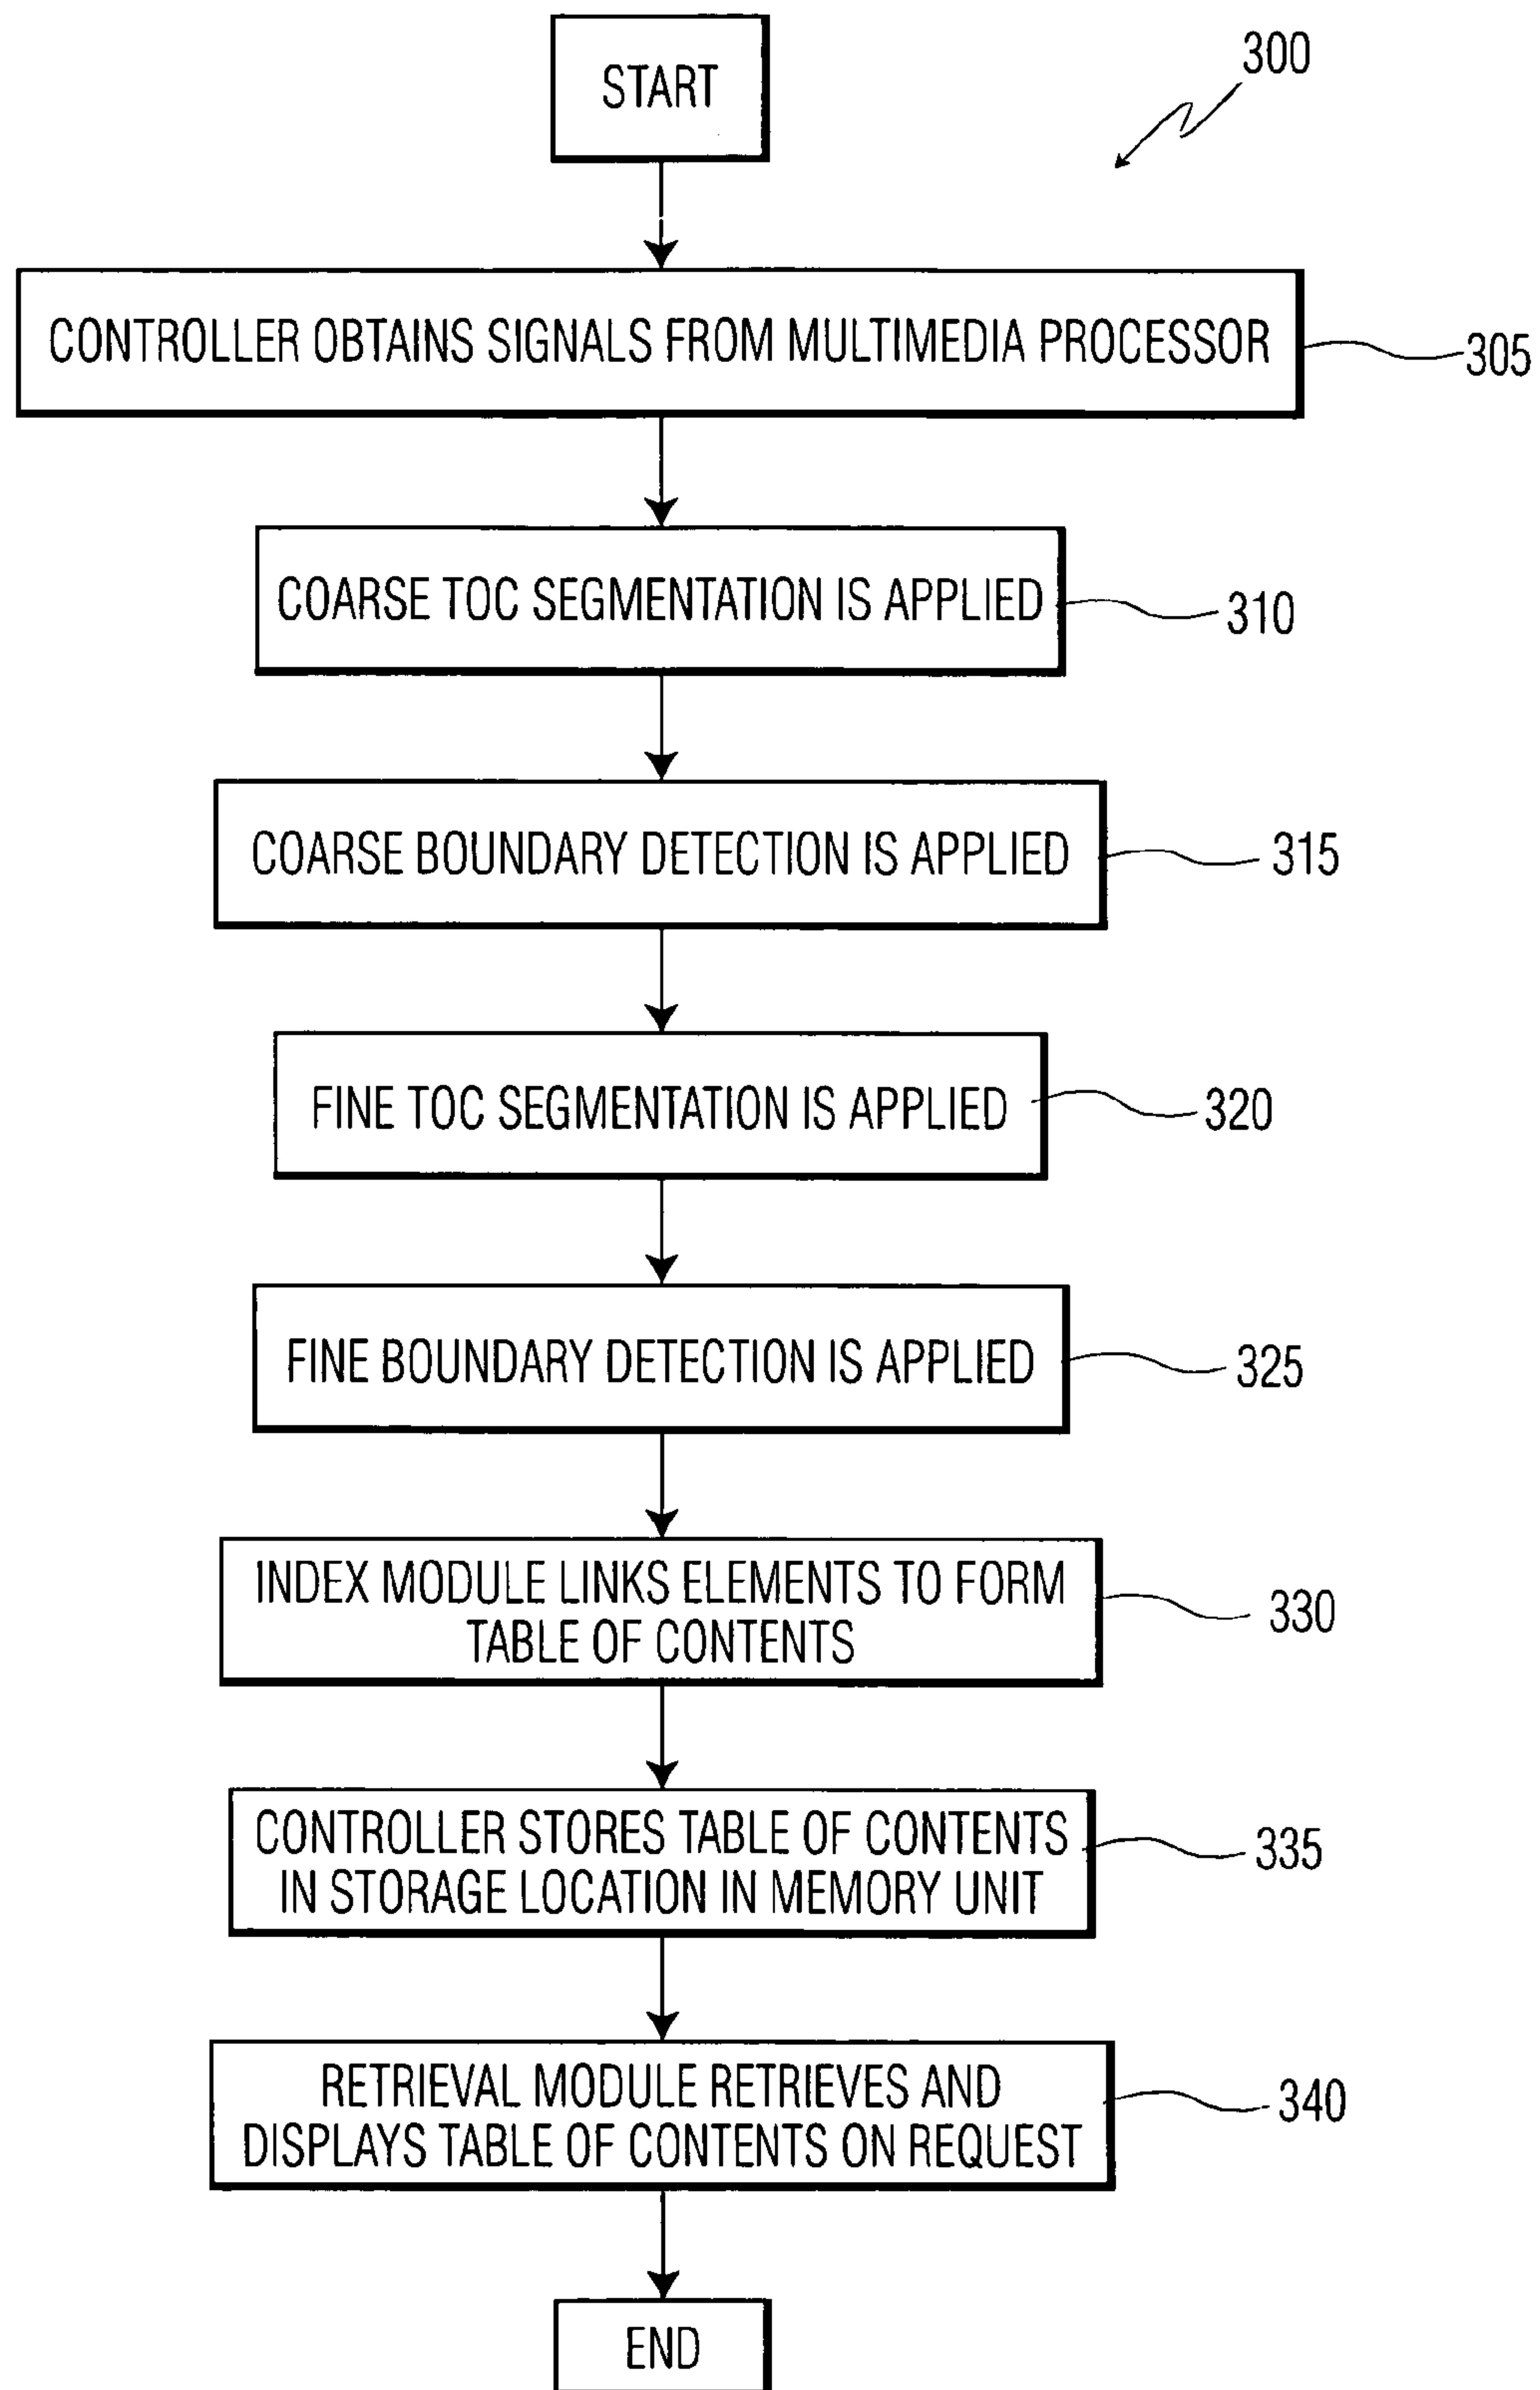 START
300
CONTROLLER OBTAINS SIGNALS FROM MULTIMEDIA PROCESSOR
305
COARSE TOC SEGMENTATION IS APPLIED
310
COARSE BOUNDARY DETECTION IS APPLIED
315
FINE TOC SEGMENTATION IS APPLIED
320
FINE BOUNDARY DETECTION IS APPLIED
325
INDEX MODULE LINKS ELEMENTS TO FORM
TABLE OF CONTENTS
330
CONTROLLER STORES TABLE OF CONTENTS
IN STORAGE LOCATION IN MEMORY UNIT
335
RETRIEVAL MODULE RETRIEVES AND
DISPLAYS TABLE OF CONTENTS ON REQUEST
340
END